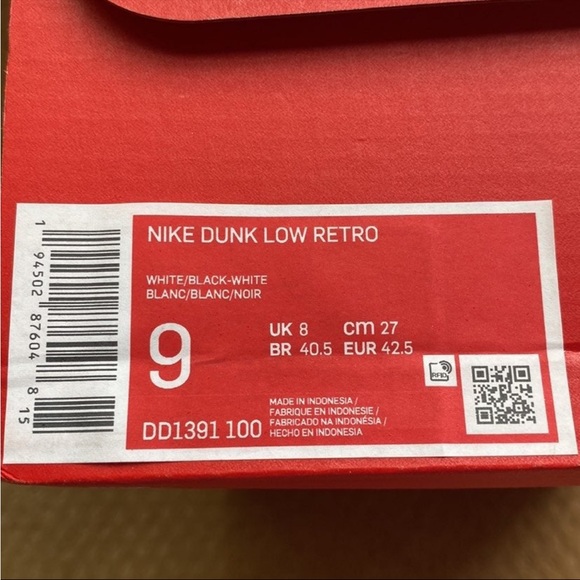 NIKE DUNK LOW RETRO
WHITE/BLACK-WHITE
BLANC/BLANC/NOIR
9
UK 8 cm 27
BR 40.5 EUR 42.5
RFID
DD1391 100
MADE IN INDONESIA /
FABRIQUE EN INDONESIE /
FABRICADO NA INDONÉSIA /
HECHO EN INDONESIA
1 94502 87604 8 15